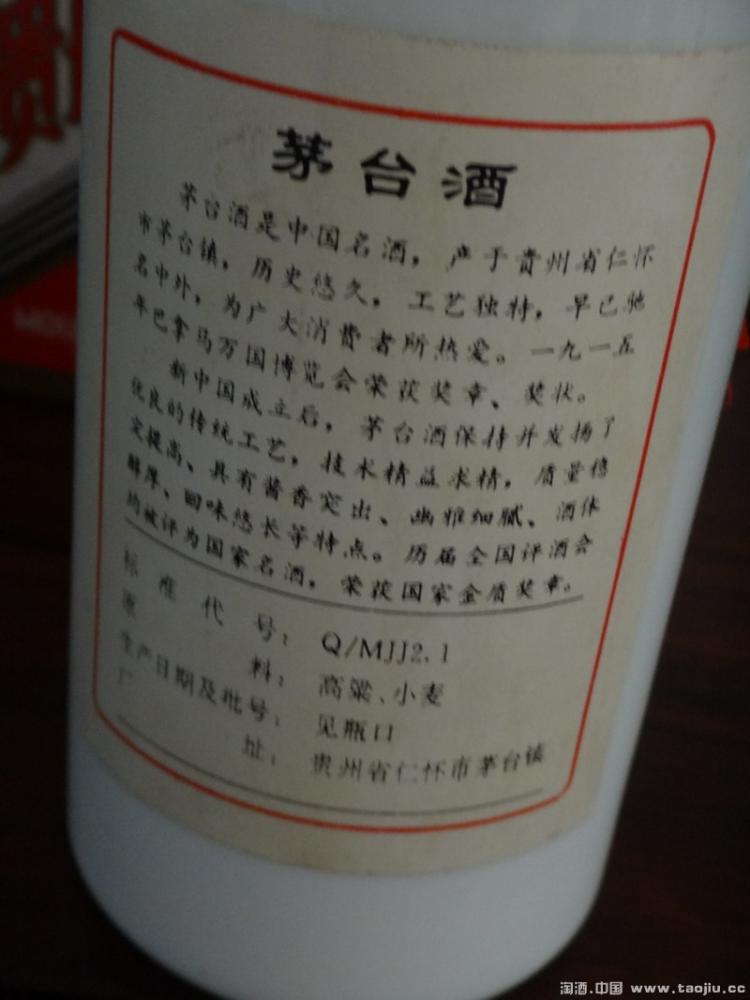 茅台酒
茅台酒是中国名酒，产于贵州省仁怀
市茅台镇，历史悠久，工艺独特，早已驰
名中外，为广大消费者所热爱。一九一五
年巴拿马万国博览会荣获奖章、奖状。
新中国成立后，茅台酒保持并发扬了
优良的传统工艺，技术精益求精，质量稳
定提高、具有酱香突出、幽雅细腻、酒体
醇厚、回味悠长等特点。历届全国评酒会
均被评为国家名酒，荣获国家金质奖章。
标准代号：Q/MJJ2.1
原料：高粱、小麦
生产日期及批号：见瓶口
厂址：贵州省仁怀市茅台镇
淘酒.中国 www.taojiu.cc